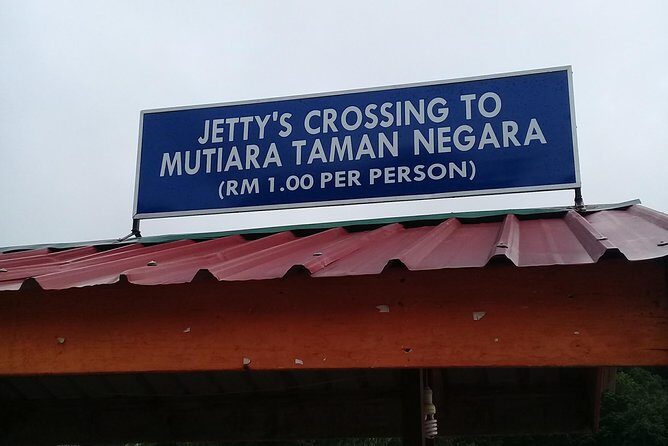 JETTY'S CROSSING TO
MUTIARA TAMAN NEGARA
(RM 1.00 PER PERSON)